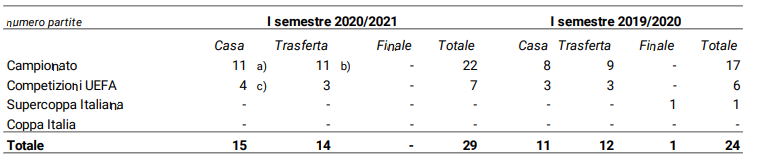 numero partite I semestre 2020/2021 I semestre 2019/2020
Casa Trasferta Finale Totale Casa Trasferta Finale Totale
Campionato 11 a) 11 b) - 22 8 9 - 17
Competizioni UEFA 4 c) 3 - 7 3 3 - 6
Supercoppa Italiana - - - - - - 1 1
Coppa Italia - - - - - - - -
Totale 15 14 - 29 11 12 1 24